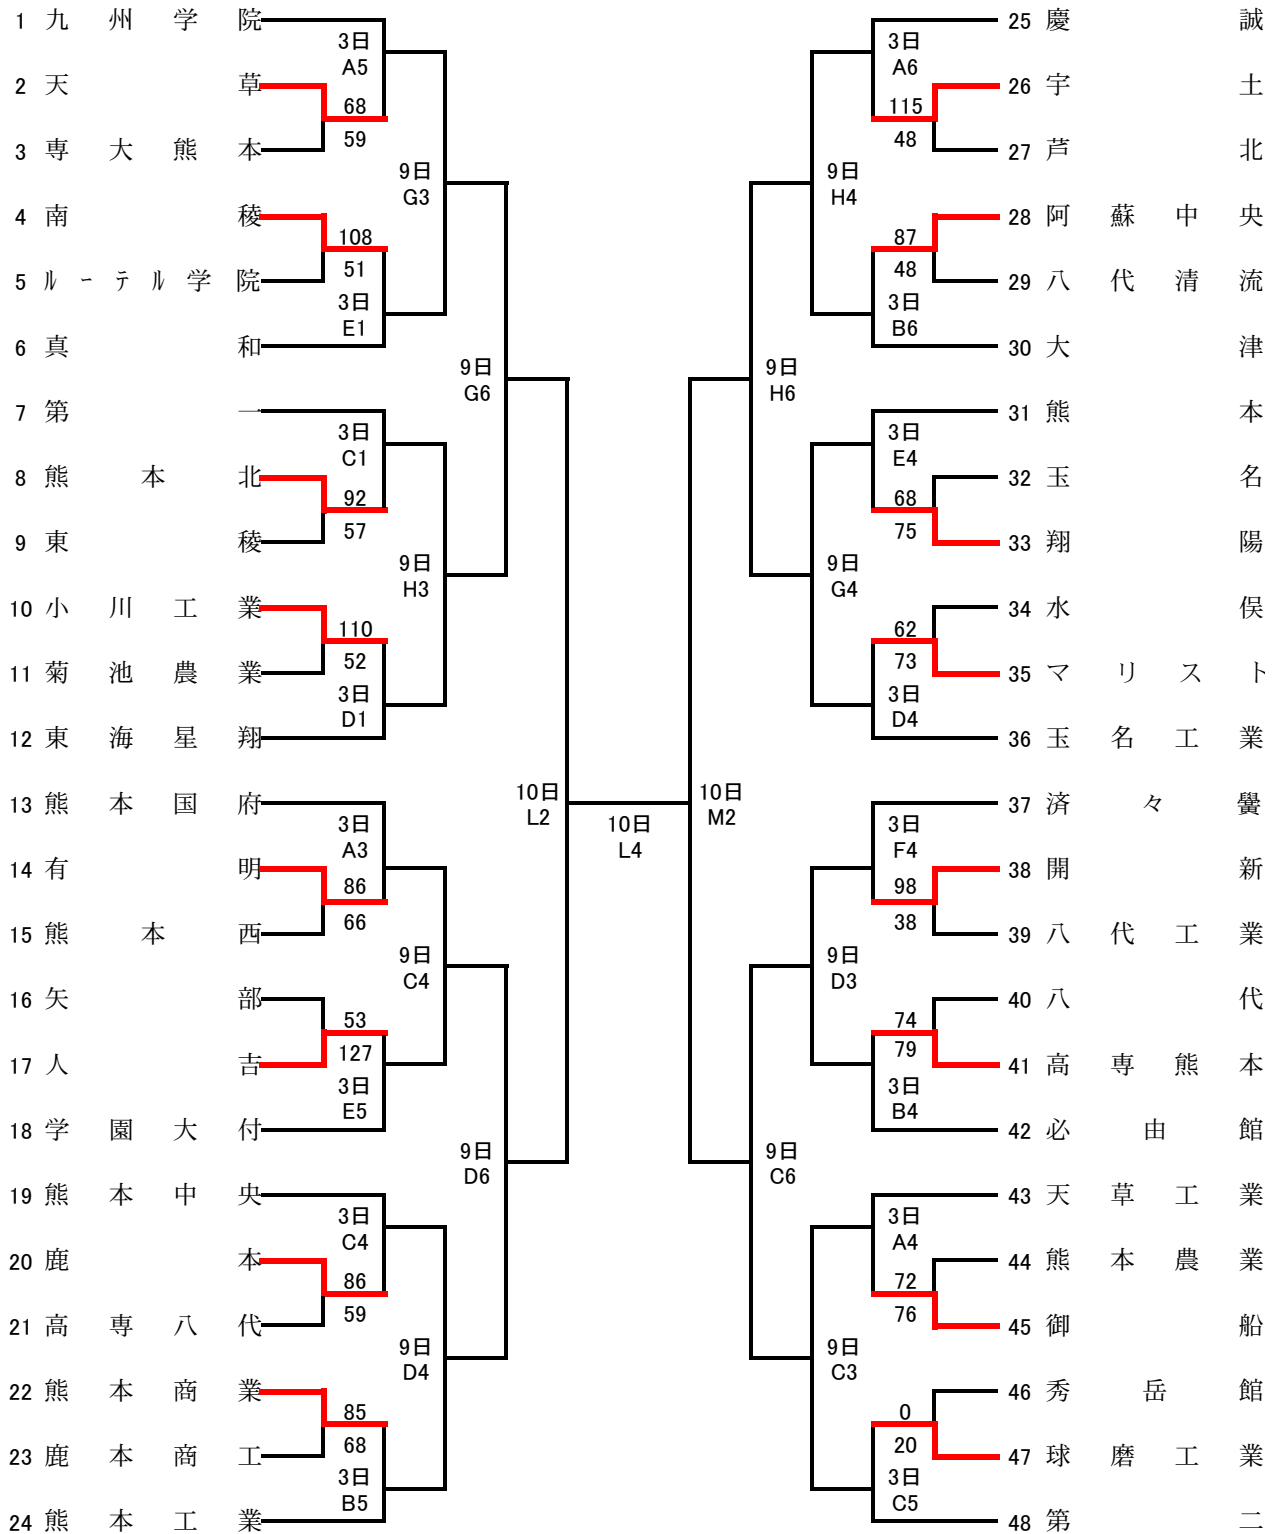 1 九州学院
3日
A5
2 天草
68
59
3 専大熊本
9日
G3
4 南稜
108
51
5 ルーテル学院
3日
E1
6 真和
9日
G6
7 第一
3日
C1
8 熊本北
92
57
9 東稜
9日
H3
10 小川工業
110
52
11 菊池農業
3日
D1
12 東海星翔
10日
L2
13 熊本国府
3日
A3
14 有明
86
66
15 熊本西
9日
C4
16 矢部
53
127
17 人吉
3日
E5
18 学園大付
9日
D6
19 熊本中央
3日
C4
20 鹿本
86
59
21 高専八代
9日
D4
22 熊本商業
85
68
23 鹿本商工
3日
B5
24 熊本工業
10日
L4
25 慶誠
3日
A6
26 宇土
115
48
27 芦北
9日
H4
28 阿蘇中央
87
48
29 八代清流
3日
B6
30 大津
9日
H6
31 熊本
3日
E4
32 玉名
68
75
33 翔陽
9日
G4
34 水俣
62
73
35 マリスト
3日
D4
36 玉名工業
10日
M2
37 済々黌
3日
F4
38 開新
98
38
39 八代工業
9日
D3
40 八代
74
79
41 高専熊本
3日
B4
42 必由館
9日
C6
43 天草工業
3日
A4
44 熊本農業
72
76
45 御船
9日
C3
46 秀岳館
0
20
47 球磨工業
3日
C5
48 第二